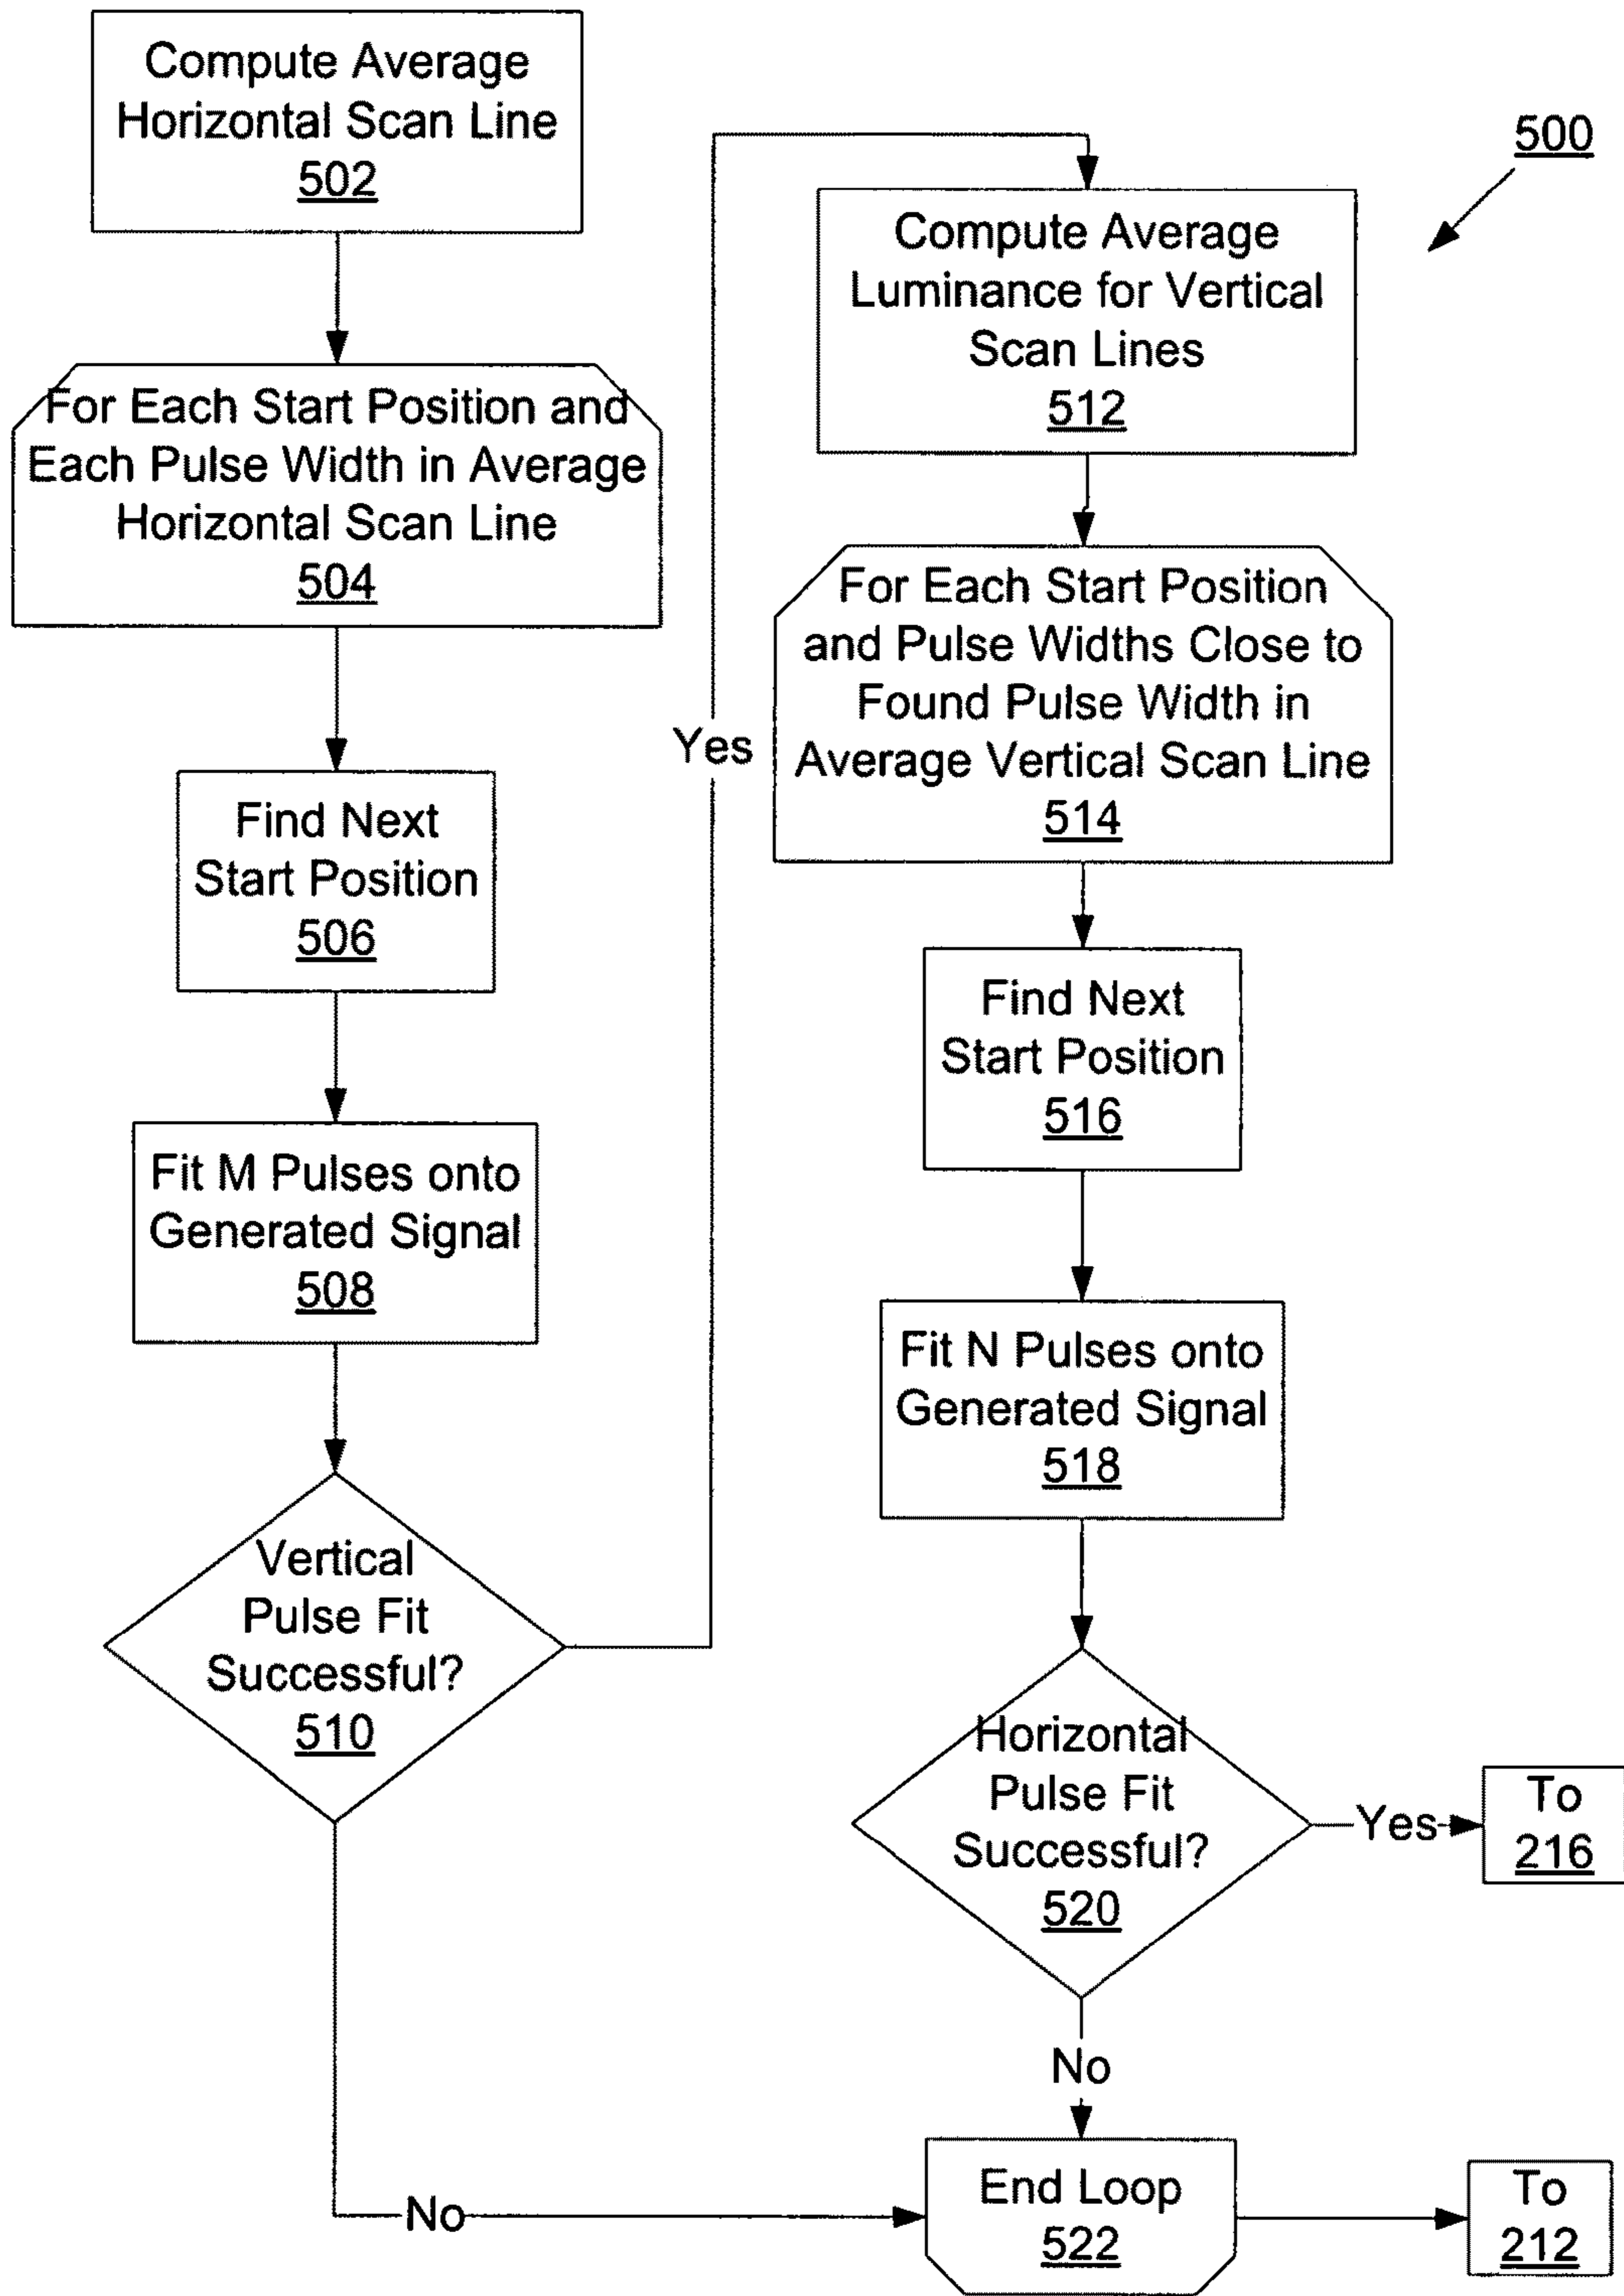 Compute Average
Horizontal Scan Line
502
For Each Start Position and
Each Pulse Width in Average
Horizontal Scan Line
504
Find Next
Start Position
506
Fit M Pulses onto
Generated Signal
508
Vertical
Pulse Fit
Successful?
510
Yes
No
500
Compute Average
Luminance for Vertical
Scan Lines
512
For Each Start Position
and Pulse Widths Close to
Found Pulse Width in
Average Vertical Scan Line
514
Find Next
Start Position
516
Fit N Pulses onto
Generated Signal
518
Horizontal
Pulse Fit
Successful?
520
Yes
To
216
No
End Loop
522
To
212